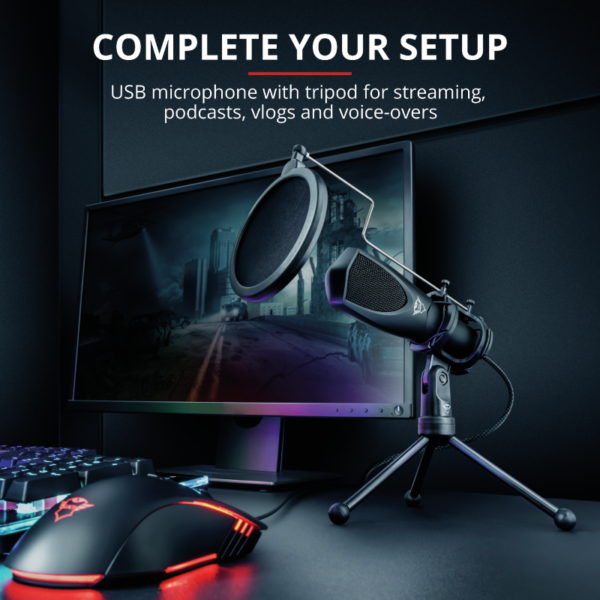 COMPLETE YOUR SETUP
USB microphone with tripod for streaming,
podcasts, vlogs and voice-overs